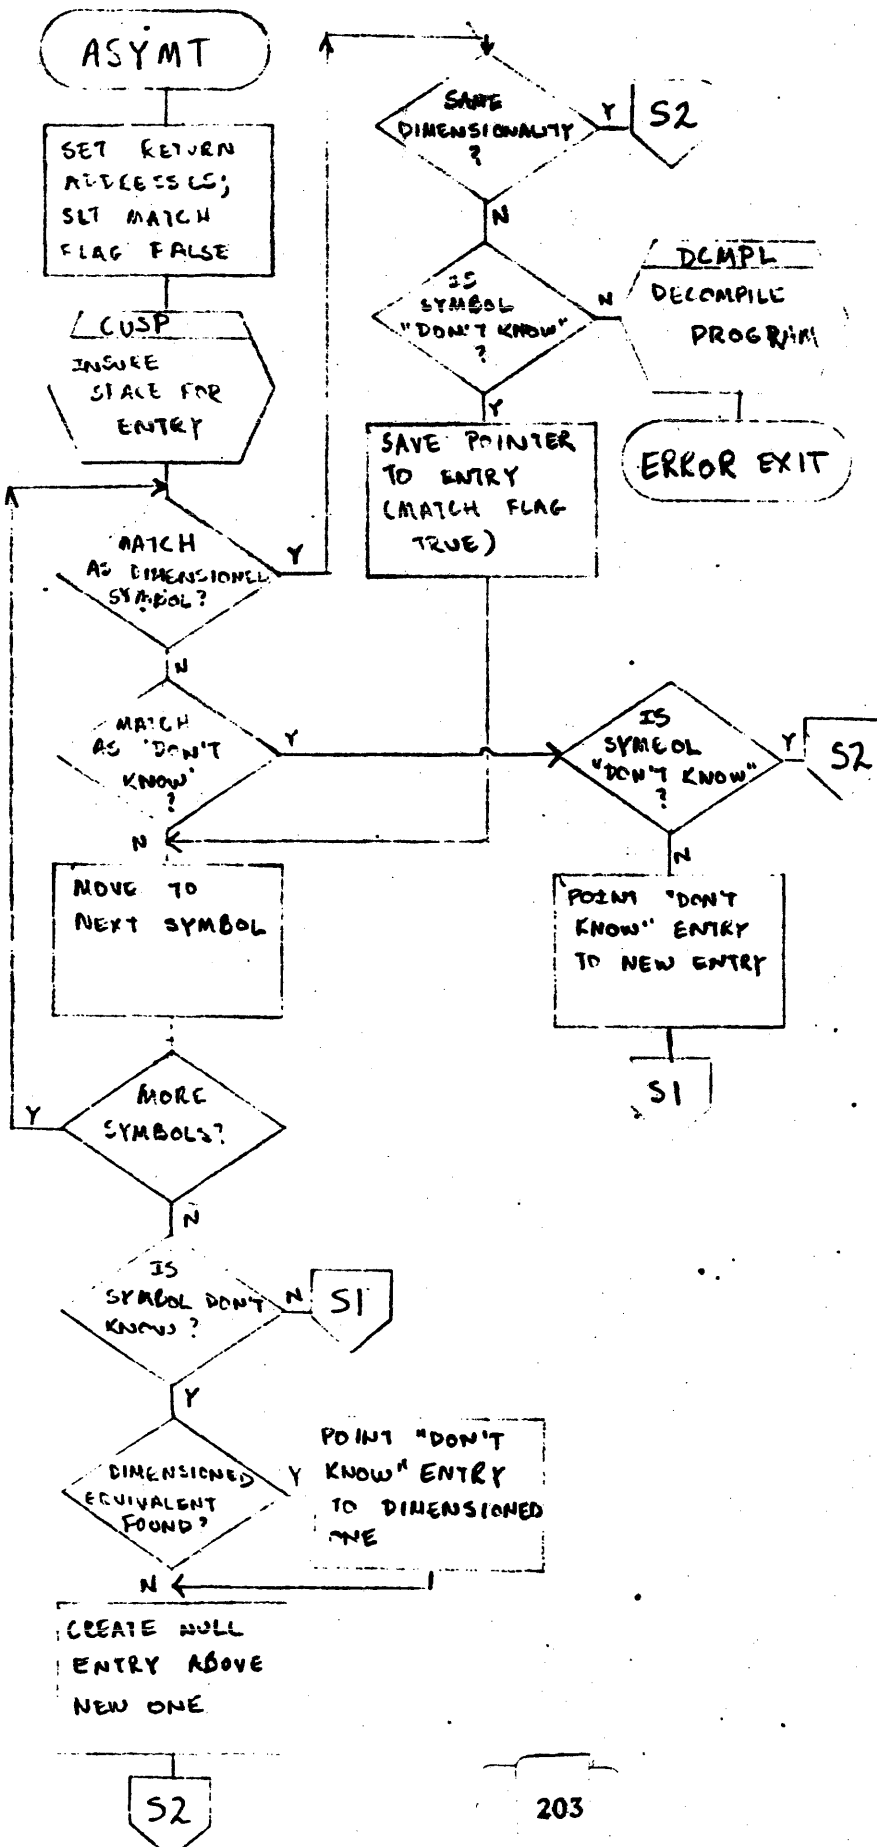 ASYMT
SET RETURN
ADDRESSES;
SET MATCH
FLAG FALSE
CUSP
INSURE
SPACE FOR
ENTRY
MATCH
AS DIMENSIONED
SYMBOL?
Y
N
MATCH
AS 'DON'T
KNOW'
?
Y
N
MOVE TO
NEXT SYMBOL
MORE
SYMBOLS?
Y
N
IS
SYMBOL DON'T
KNOW?
N
S1
Y
DIMENSIONED
EQUIVALENT
FOUND?
Y
POINT "DON'T
KNOW" ENTRY
TO DIMENSIONED
ONE
N
CREATE NULL
ENTRY ABOVE
NEW ONE
S2
SAME
DIMENSIONALITY
?
Y
S2
N
IS
SYMBOL
"DON'T KNOW"
?
N
DCMPL
DECOMPILE
PROGRAM
ERROR EXIT
Y
SAVE POINTER
TO ENTRY
(MATCH FLAG
TRUE)
IS
SYMBOL
"DON'T KNOW"
?
Y
S2
N
POINT "DON'T
KNOW" ENTRY
TO NEW ENTRY
S1
203